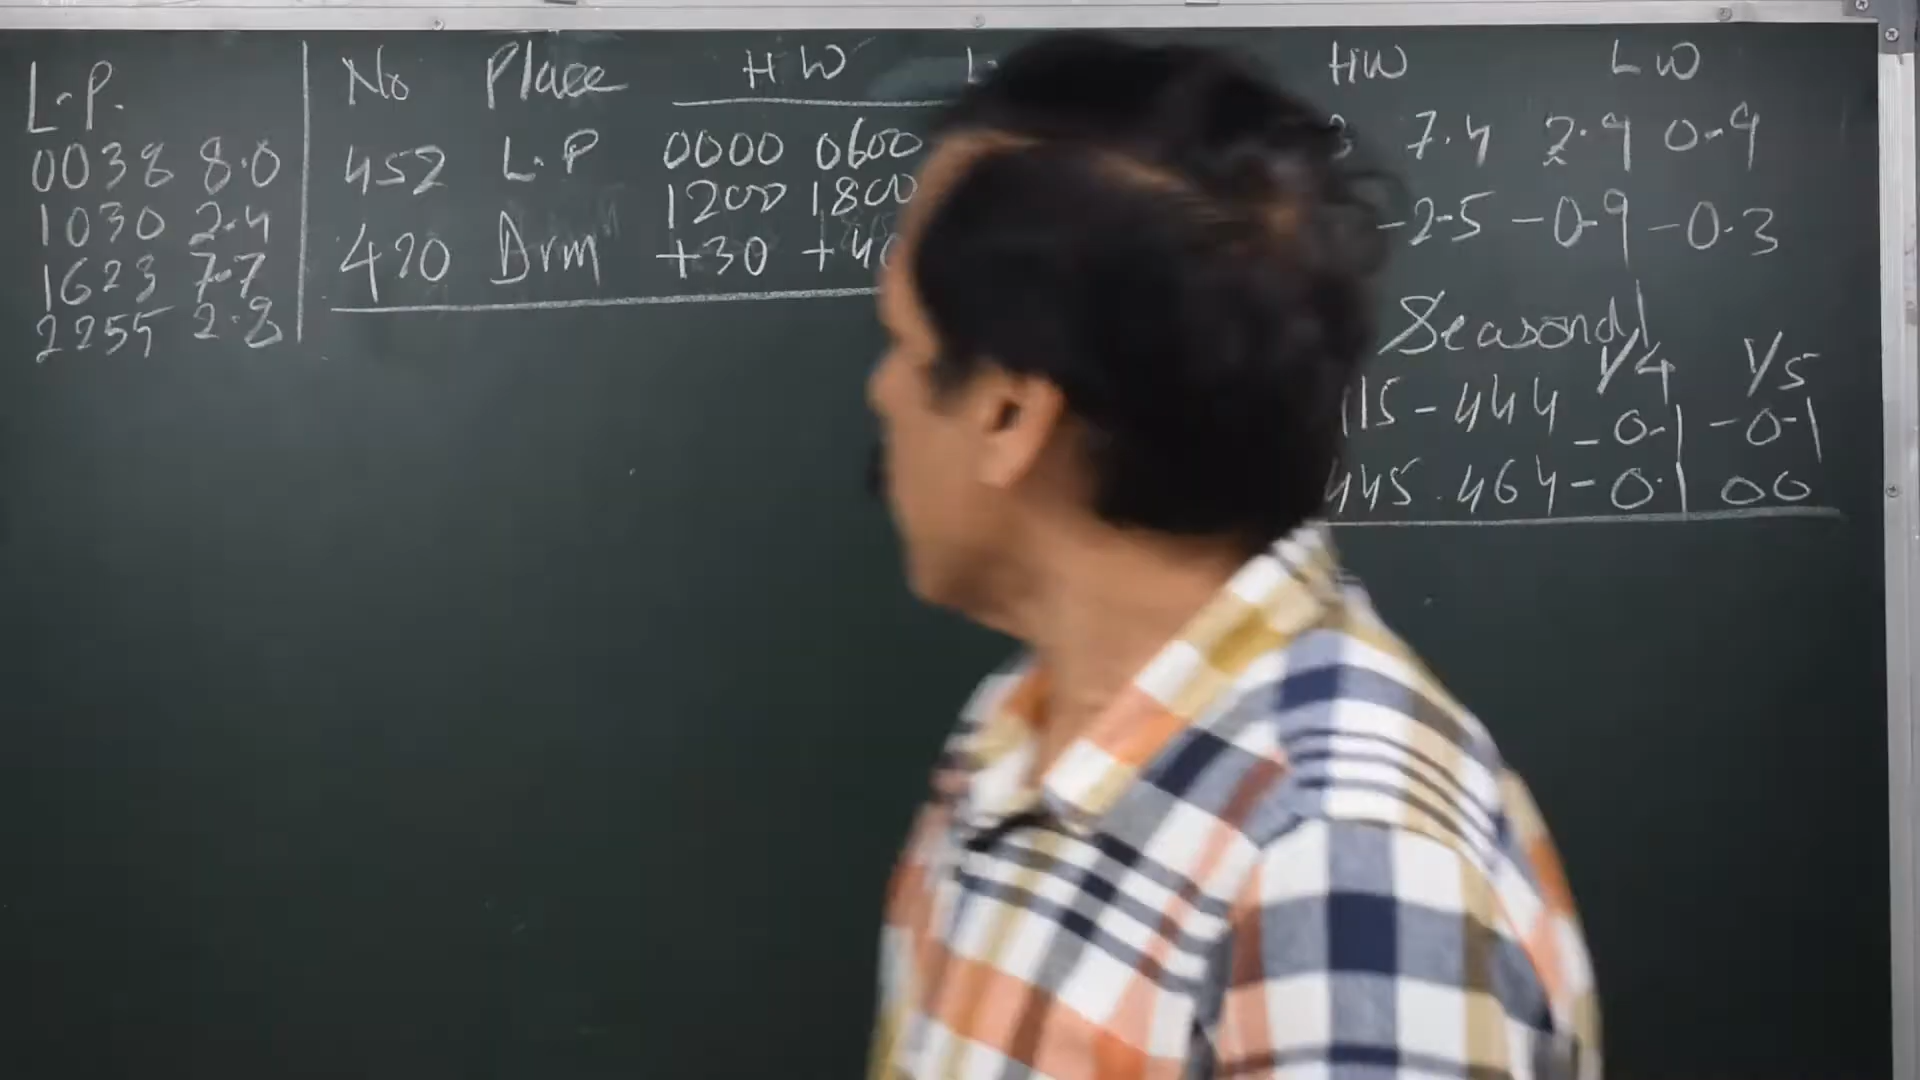 L.P.
0038 8.0
1030 2.4
1623 7.7
2255 2.8
No Place HW HW LW
452 L.P 0000 0600 7.4 2.9 0.9
1200 1800
420 Drm +30 -2.5 -0.9 -0.3
Seasonal
1/4 1/5
115-444 -0.1 -0.1
445-464 -0.1 00